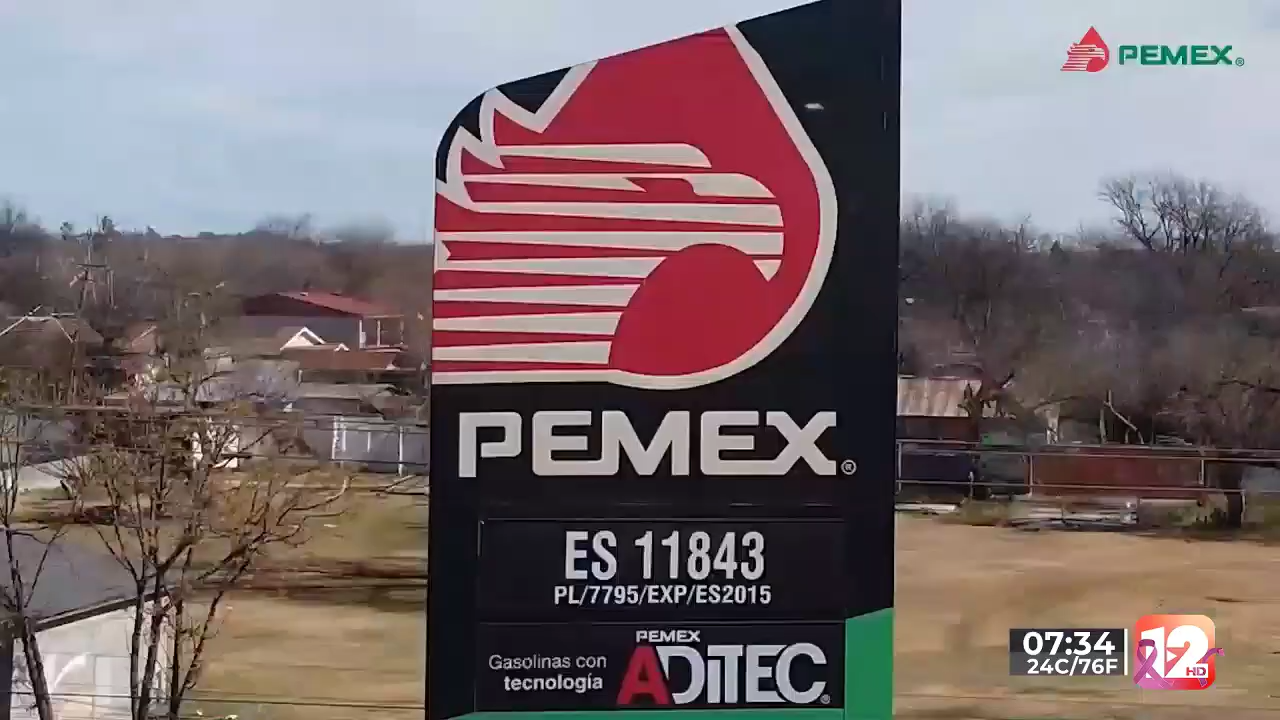 PEMEX®
PEMEX®
ES 11843
PL/7795/EXP/ES2015
PEMEX
Gasolinas con
tecnología
ADITEC®
07:34
24C/76F
12
HD